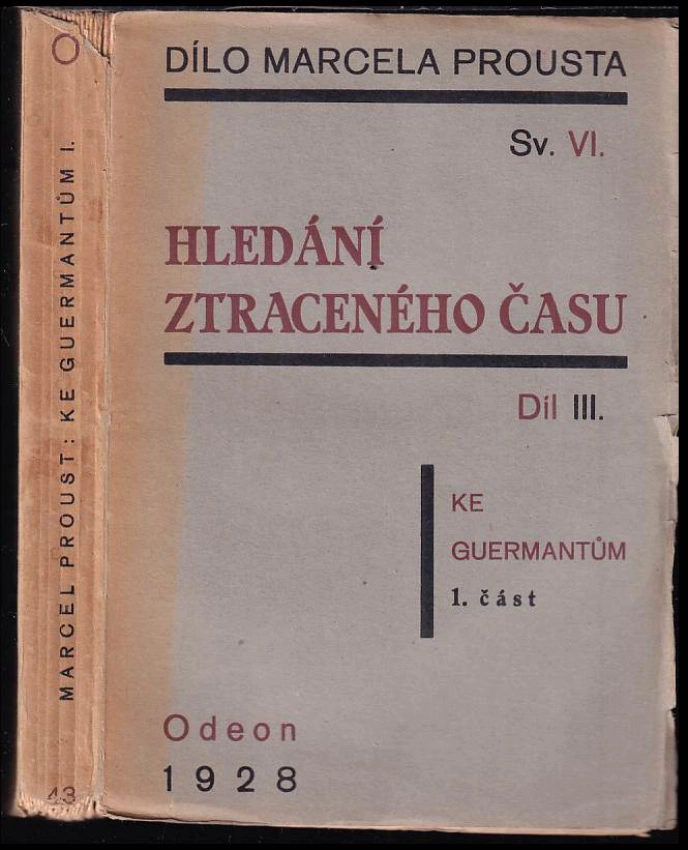 O
MARCEL PROUST: KE GUERMANTŮM I.
43
DÍLO MARCELA PROUSTA
Sv. VI.
HLEDÁNÍ
ZTRACENÉHO ČASU
Díl III.
KE
GUERMANTŮM
1. část
Odeon
1928